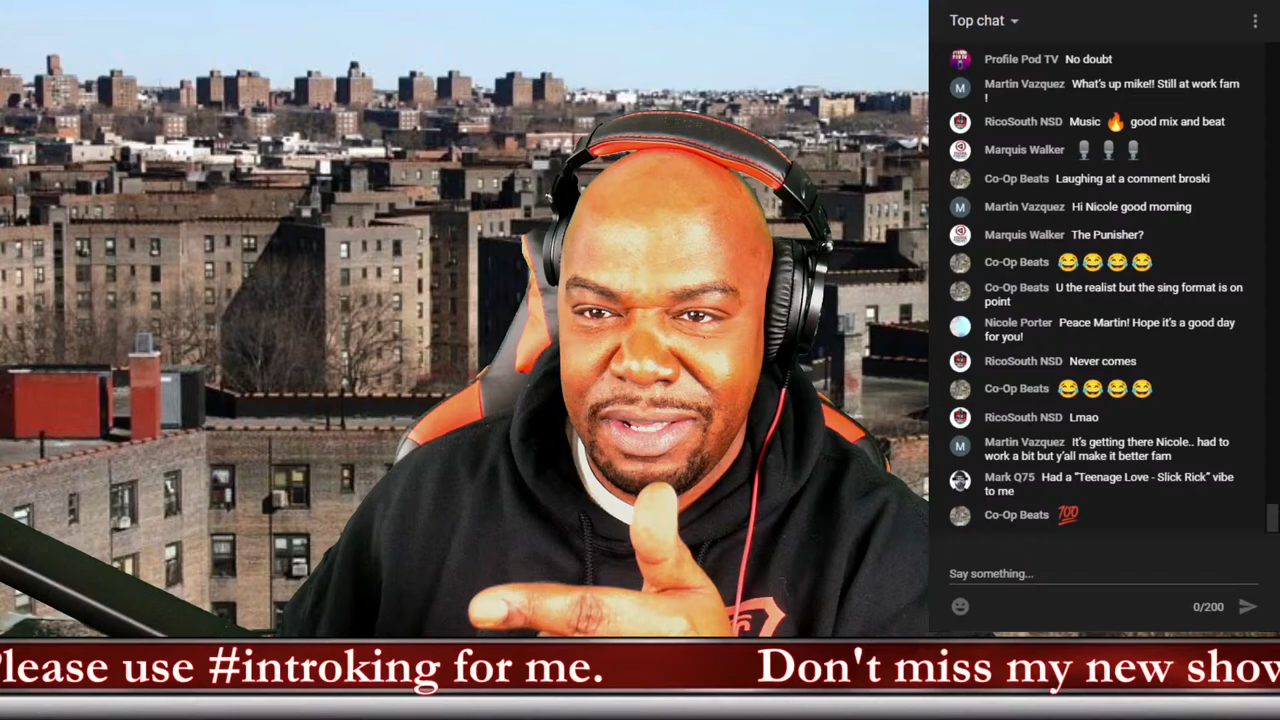 Top chat
Profile Pod TV No doubt
M Martin Vazquez What's up mike!! Still at work fam
!
RicoSouth NSD Music 🔥 good mix and beat
Marquis Walker 🎙️🎙️🎙️
Co-Op Beats Laughing at a comment broski
M Martin Vazquez Hi Nicole good morning
Marquis Walker The Punisher?
Co-Op Beats 😂😂😂😂
Co-Op Beats U the realist but the sing format is on
point
Nicole Porter Peace Martin! Hope it's a good day
for you!
RicoSouth NSD Never comes
Co-Op Beats 😂😂😂😂
RicoSouth NSD Lmao
M Martin Vazquez It's getting there Nicole.. had to
work a bit but y'all make it better fam
Mark Q75 Had a “Teenage Love - Slick Rick” vibe
to me
Co-Op Beats 💯
Say something...
0/200
Please use #introking for me. Don't miss my new show